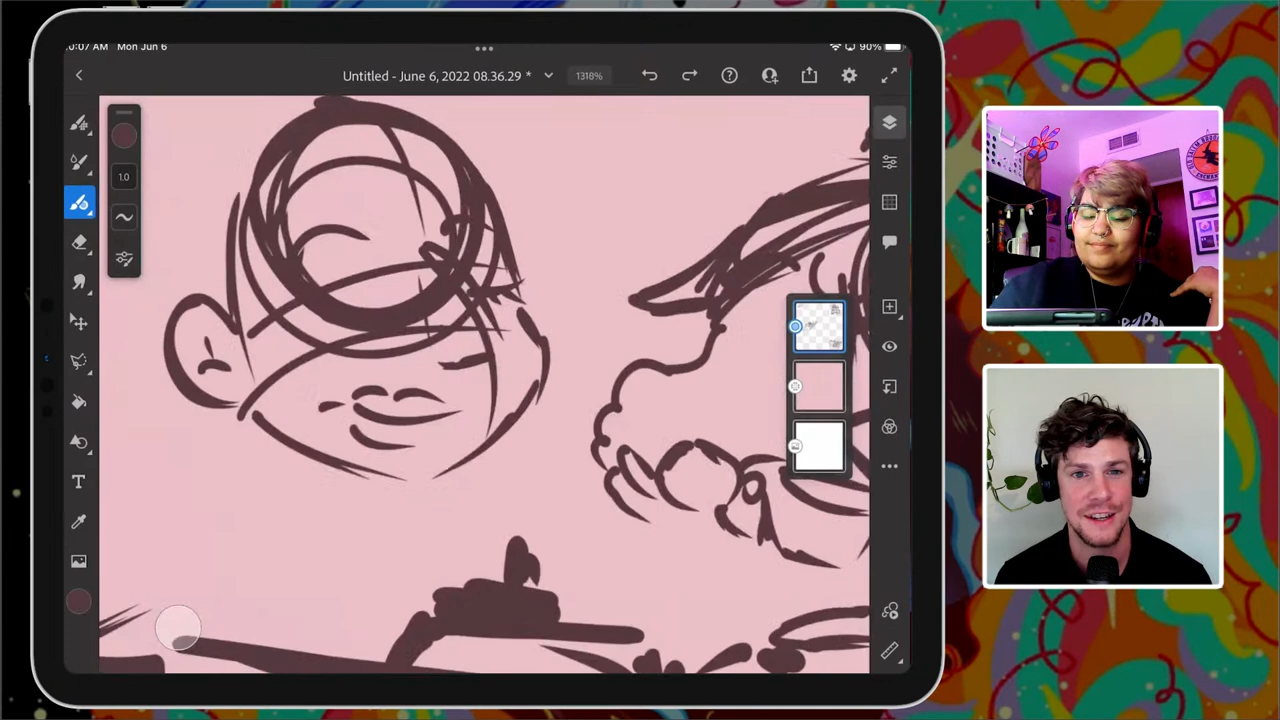 :07 AM Mon Jun 6
90%
Untitled - June 6, 2022 08.36.29 *
1318%
1.0
T